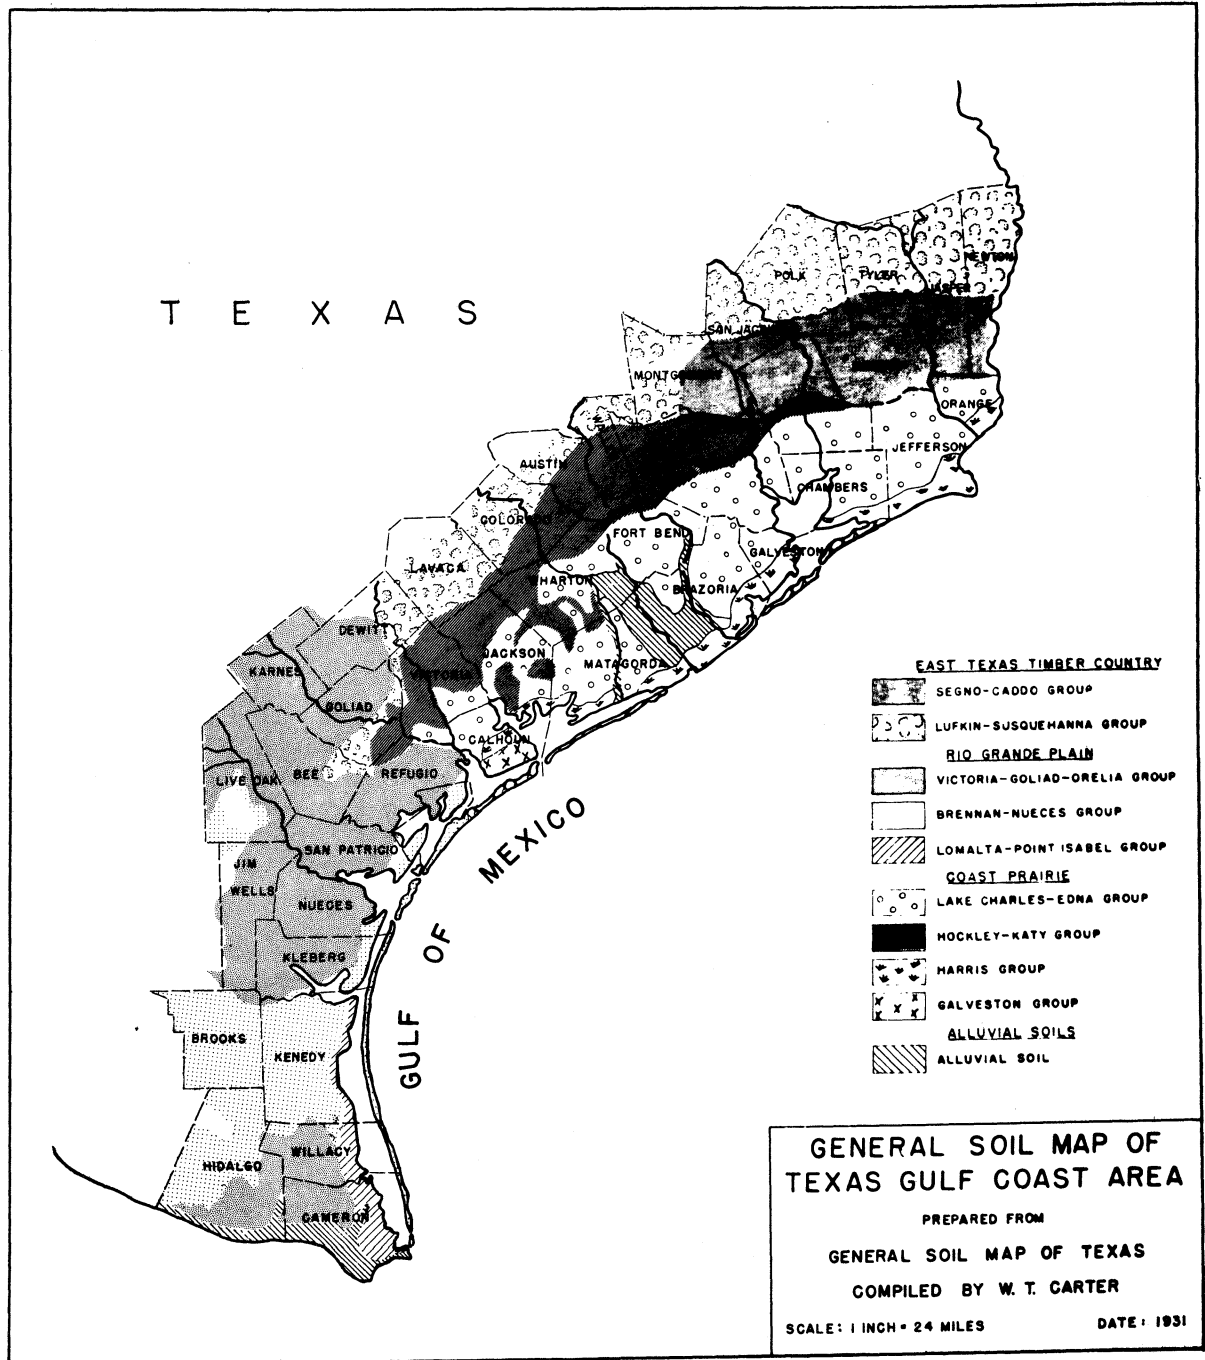 TEXAS
POLK
TYLER
NEWTON
JASPER
SAN JACINTO
MONTGOMERY
ORANGE
JEFFERSON
AUSTIN
CHAMBERS
COLORADO
FORT BEND
GALVESTON
LAVACA
WHARTON
BRAZORIA
DEWITT
JACKSON
MATAGORDA
KARNES
VICTORIA
GOLIAD
CALHOUN
LIVE OAK
BEE
REFUGIO
SAN PATRICIO
JIM
WELLS
NUECES
KLEBERG
BROOKS
KENEDY
WILLACY
HIDALGO
CAMERON
GULF OF MEXICO
EAST TEXAS TIMBER COUNTRY
SEGNO-CADDO GROUP
LUFKIN-SUSQUEHANNA GROUP
RIO GRANDE PLAIN
VICTORIA-GOLIAD-ORELIA GROUP
BRENNAN-NUECES GROUP
LOMALTA-POINT ISABEL GROUP
COAST PRAIRIE
LAKE CHARLES-EDNA GROUP
HOCKLEY-KATY GROUP
HARRIS GROUP
GALVESTON GROUP
ALLUVIAL SOILS
ALLUVIAL SOIL
GENERAL SOIL MAP OF
TEXAS GULF COAST AREA
PREPARED FROM
GENERAL SOIL MAP OF TEXAS
COMPILED BY W. T. CARTER
SCALE: 1 INCH = 24 MILES
DATE: 1931